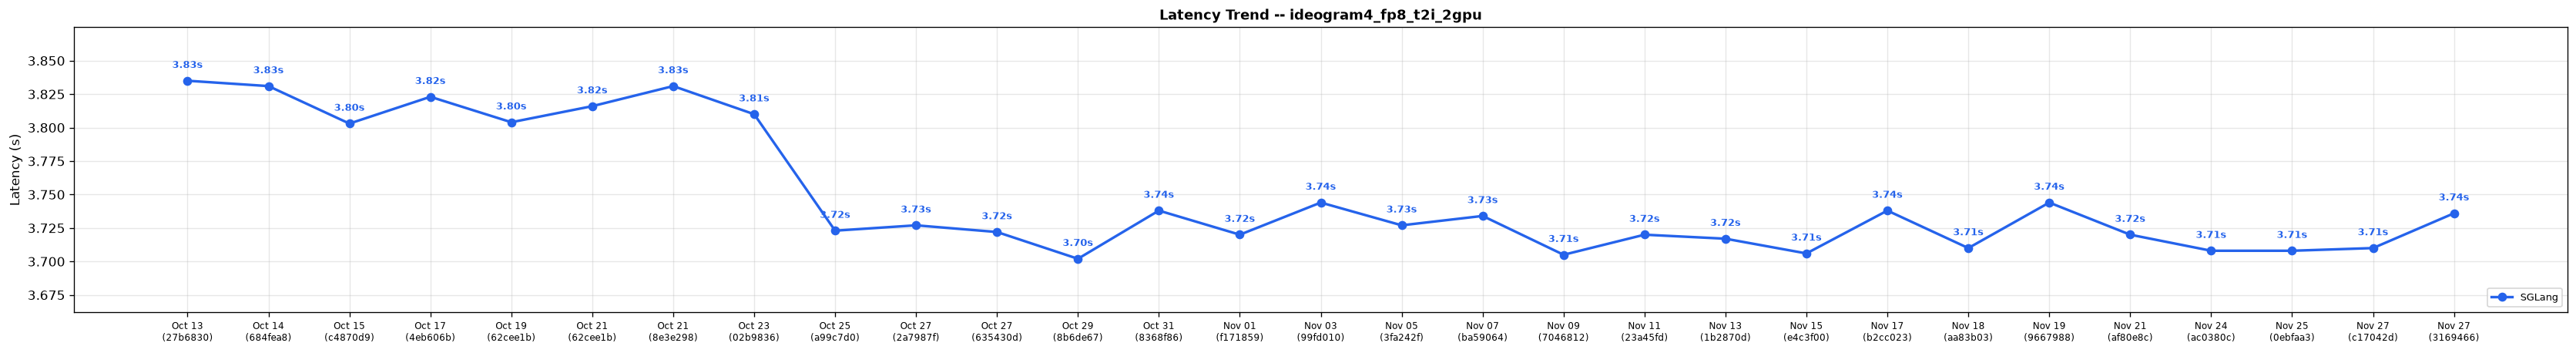 Latency Trend -- ideogram4_fp8_t2i_2gpu
Latency (s)
3.850
3.825
3.800
3.775
3.750
3.725
3.700
3.675
3.83s
3.83s
3.80s
3.82s
3.80s
3.82s
3.83s
3.81s
3.72s
3.73s
3.72s
3.70s
3.74s
3.72s
3.74s
3.73s
3.73s
3.71s
3.72s
3.72s
3.71s
3.74s
3.71s
3.74s
3.72s
3.71s
3.71s
3.71s
3.74s
SGLang
Oct 13
(27b6830)
Oct 14
(684fea8)
Oct 15
(c4870d9)
Oct 17
(4eb606b)
Oct 19
(62cee1b)
Oct 21
(62cee1b)
Oct 21
(8e3e298)
Oct 23
(02b9836)
Oct 25
(a99c7d0)
Oct 27
(2a7987f)
Oct 27
(635430d)
Oct 29
(8b6de67)
Oct 31
(8368f86)
Nov 01
(f171859)
Nov 03
(99fd010)
Nov 05
(3fa242f)
Nov 07
(ba59064)
Nov 09
(7046812)
Nov 11
(23a45fd)
Nov 13
(1b2870d)
Nov 15
(e4c3f00)
Nov 17
(b2cc023)
Nov 18
(aa83b03)
Nov 19
(9667988)
Nov 21
(af80e8c)
Nov 24
(ac0380c)
Nov 25
(0ebfaa3)
Nov 27
(c17042d)
Nov 27
(3169466)